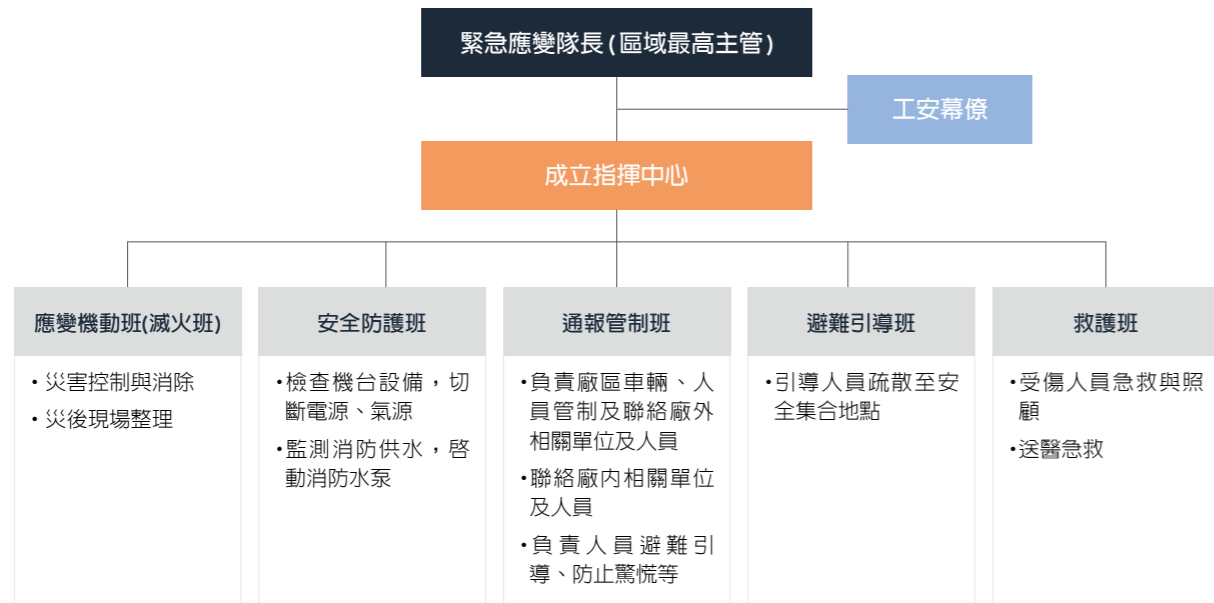 緊急應變隊長(區域最高主管)
工安幕僚
成立指揮中心
應變機動班(滅火班)
・災害控制與消除
・災後現場整理
安全防護班
・檢查機台設備，切
斷電源、氣源
・監測消防供水，啓
動消防水泵
通報管制班
・負責廠區車輛、人
員管制及聯絡廠外
相關單位及人員
・聯絡廠內相關單位
及人員
・負責人員避難引
導、防止驚慌等
避難引導班
・引導人員疏散至安
全集合地點
救護班
・受傷人員急救與照
顧
・送醫急救